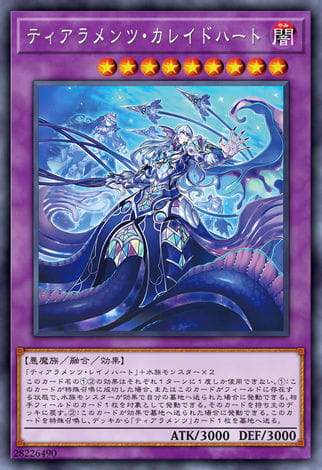 ティアラメンツ・カレイドハート
やみ
闇
【悪魔族／融合／効果】
「ティアラメンツ・レイノハート」＋水族モンスター×２
このカード名の①②の効果はそれぞれ１ターンに１度しか使用できない。①：こ
のカードが特殊召喚に成功した場合、またはこのカードがフィールドに存在す
る状態で、水族モンスターが効果で自分の墓地へ送られた場合に発動できる。相
手フィールドのカード１枚を対象として発動できる。そのカードを持ち主のデッ
キに戻す。②：このカードが効果で墓地へ送られた場合に発動できる。このカー
ドを特殊召喚し、デッキから「ティアラメンツ」カード１枚を墓地へ送る。
ATK/3000 DEF/3000
28226490